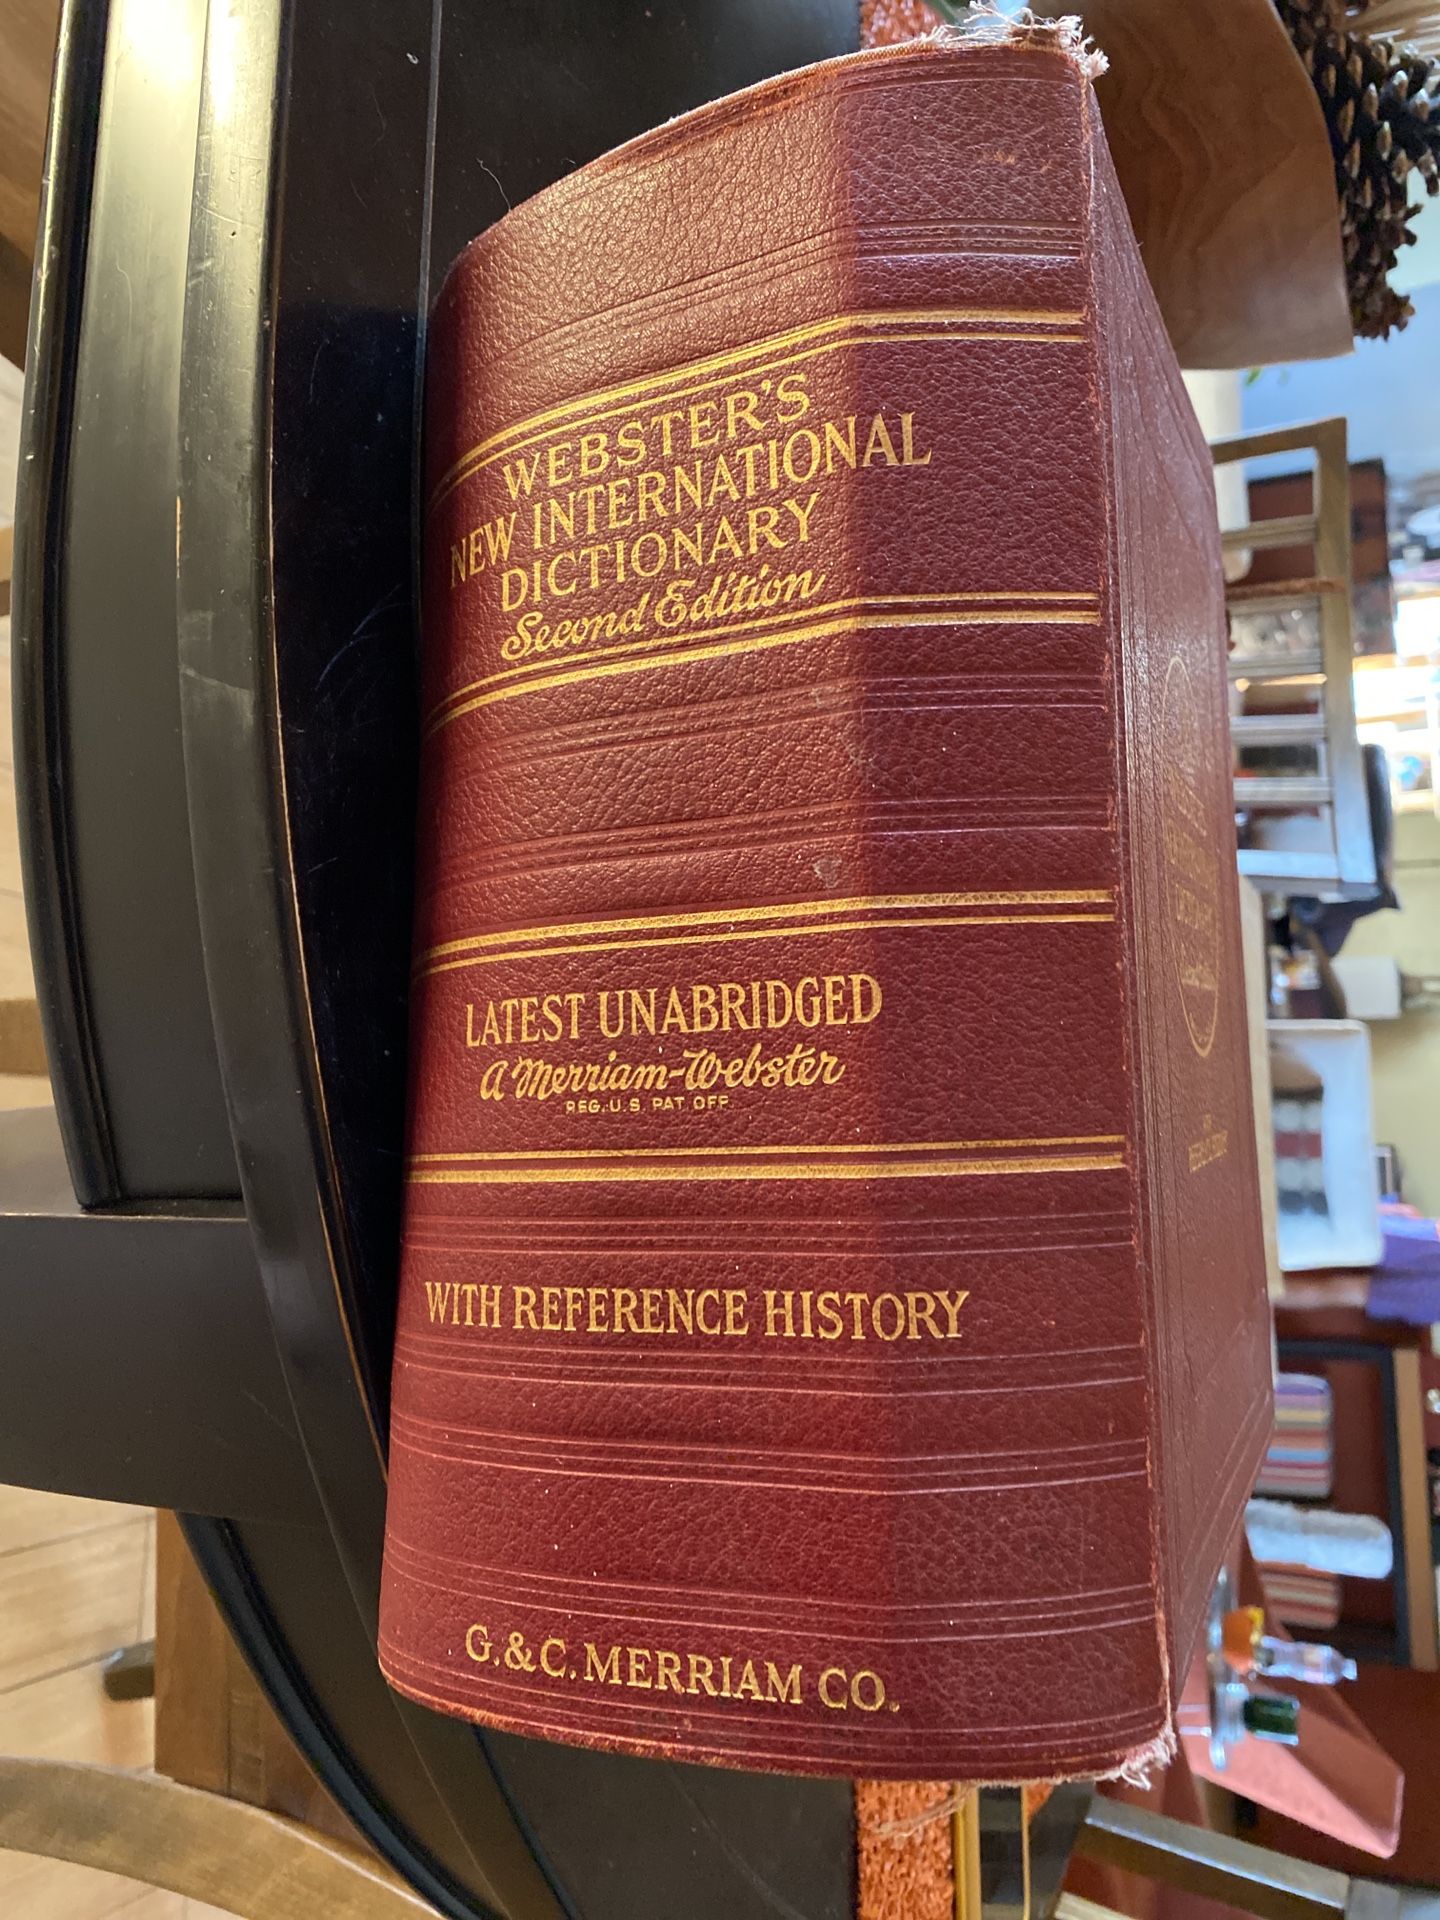 WEBSTER'S
NEW INTERNATIONAL
DICTIONARY
Second Edition
LATEST UNABRIDGED
A Merriam-Webster
REG. U.S. PAT. OFF.
WITH REFERENCE HISTORY
G. & C. MERRIAM CO.